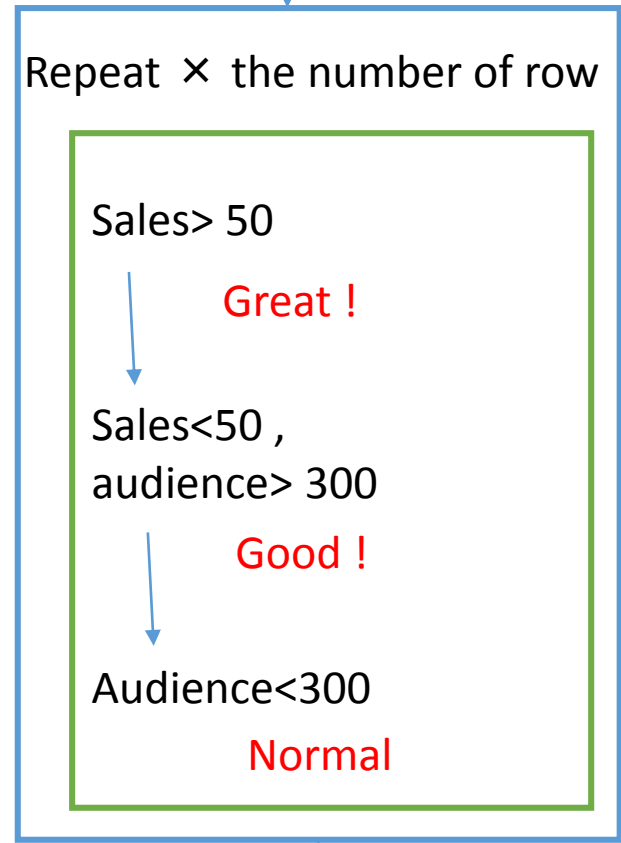 Repeat × the number of row
Sales> 50
Great !
Sales<50 ,
audience> 300
Good !
Audience<300
Normal